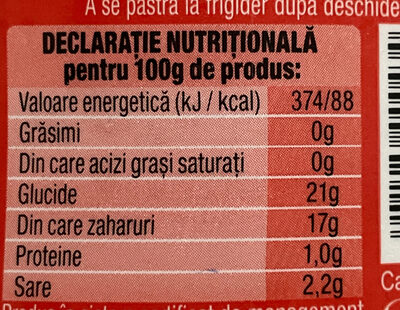 A se păstra la frigider după deschide
DECLARAȚIE NUTRIȚIONALĂ
pentru 100g de produs:
Valoare energetică (kJ / kcal) 374/88
Grăsimi 0g
Din care acizi grași saturați 0g
Glucide 21g
Din care zaharuri 17g
Proteine 1,0g
Sare 2,2g
Ca